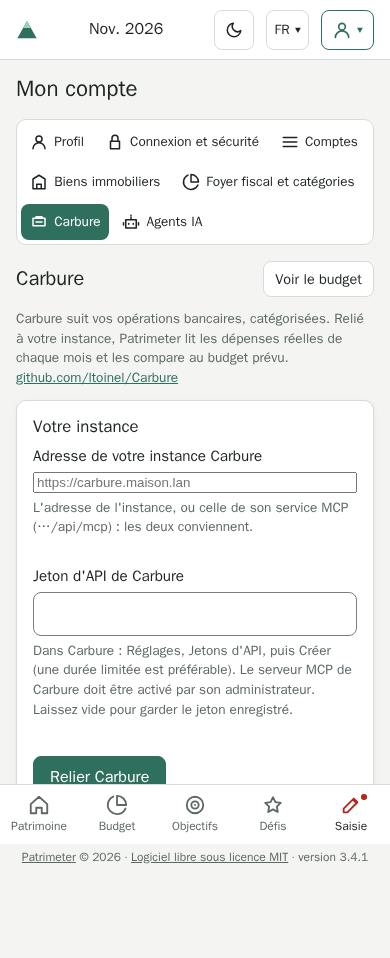 Nov. 2026
FR ▾
▾
Mon compte
Profil
Connexion et sécurité
Comptes
Biens immobiliers
Foyer fiscal et catégories
Carbure
Agents IA
Carbure
Voir le budget
Carbure suit vos opérations bancaires, catégorisées. Relié
à votre instance, Patrimeter lit les dépenses réelles de
chaque mois et les compare au budget prévu.
github.com/ltoinel/Carbure
Votre instance
Adresse de votre instance Carbure
https://carbure.maison.lan
L'adresse de l'instance, ou celle de son service MCP
(···/api/mcp) : les deux conviennent.
Jeton d'API de Carbure
Dans Carbure : Réglages, Jetons d'API, puis Créer
(une durée limitée est préférable). Le serveur MCP de
Carbure doit être activé par son administrateur.
Laissez vide pour garder le jeton enregistré.
Relier Carbure
Patrimoine
Budget
Objectifs
Défis
Saisie
Patrimeter © 2026 · Logiciel libre sous licence MIT · version 3.4.1